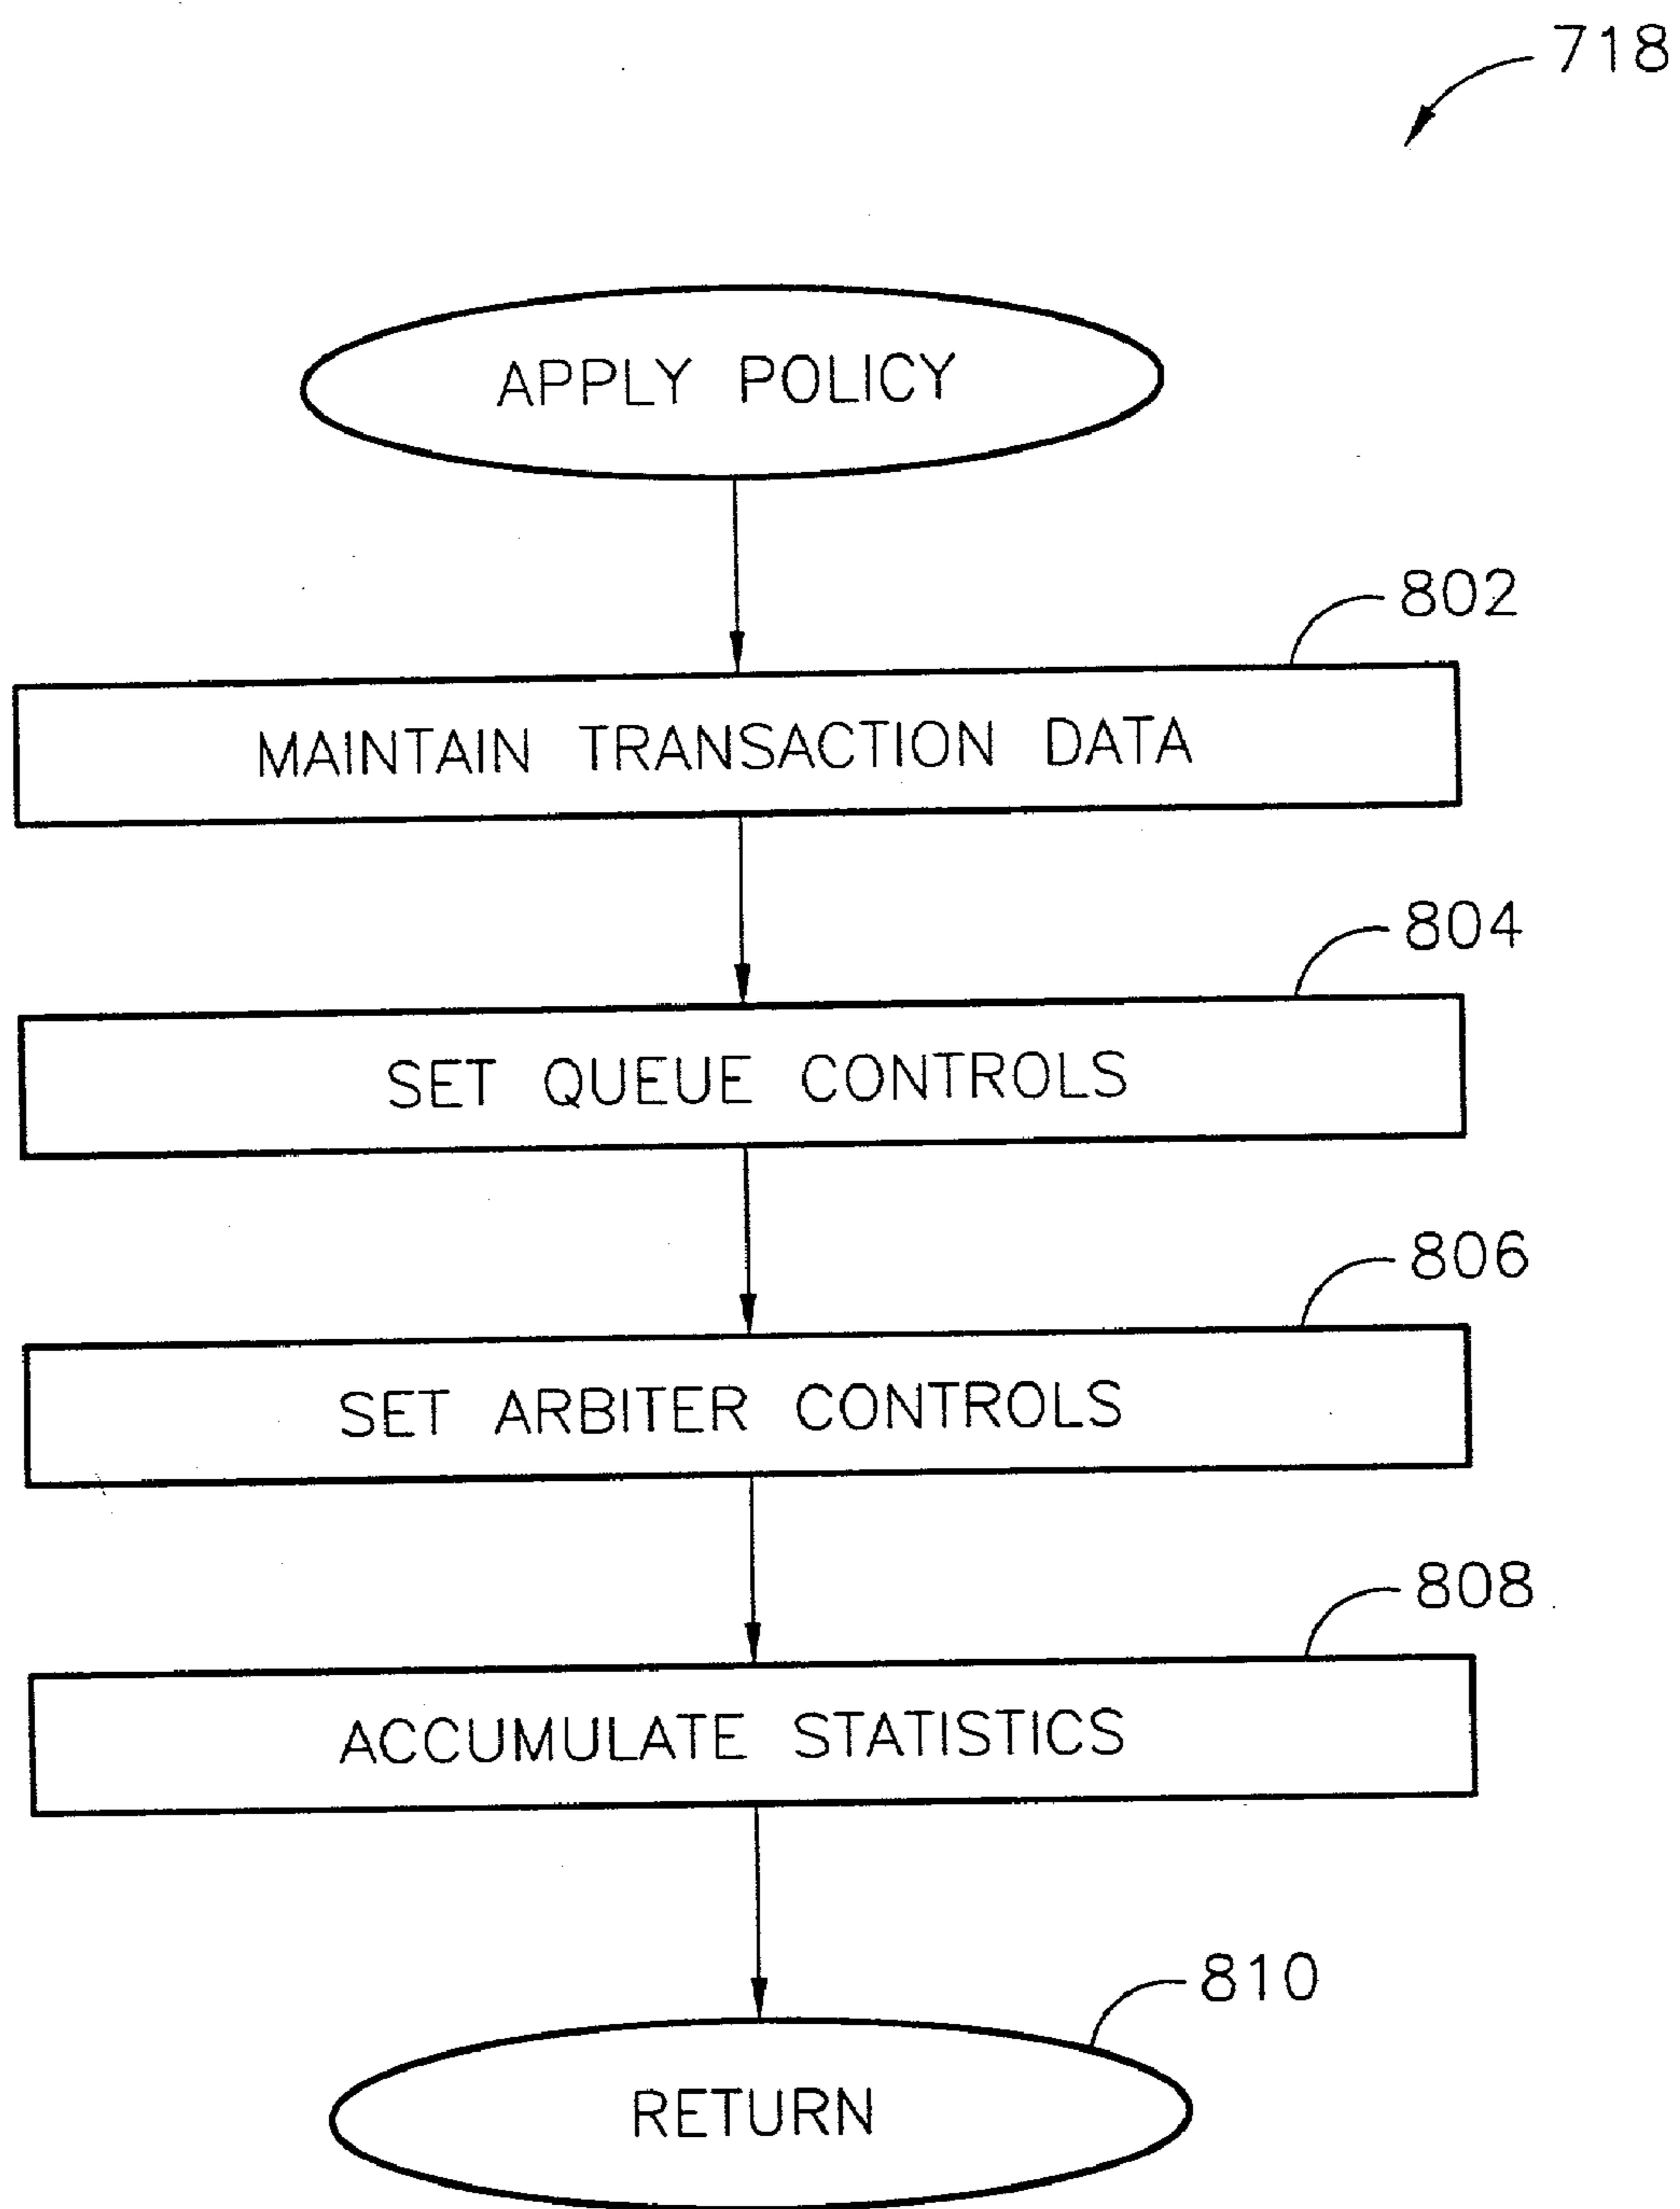 718
APPLY POLICY
802
MAINTAIN TRANSACTION DATA
804
SET QUEUE CONTROLS
806
SET ARBITER CONTROLS
808
ACCUMULATE STATISTICS
810
RETURN